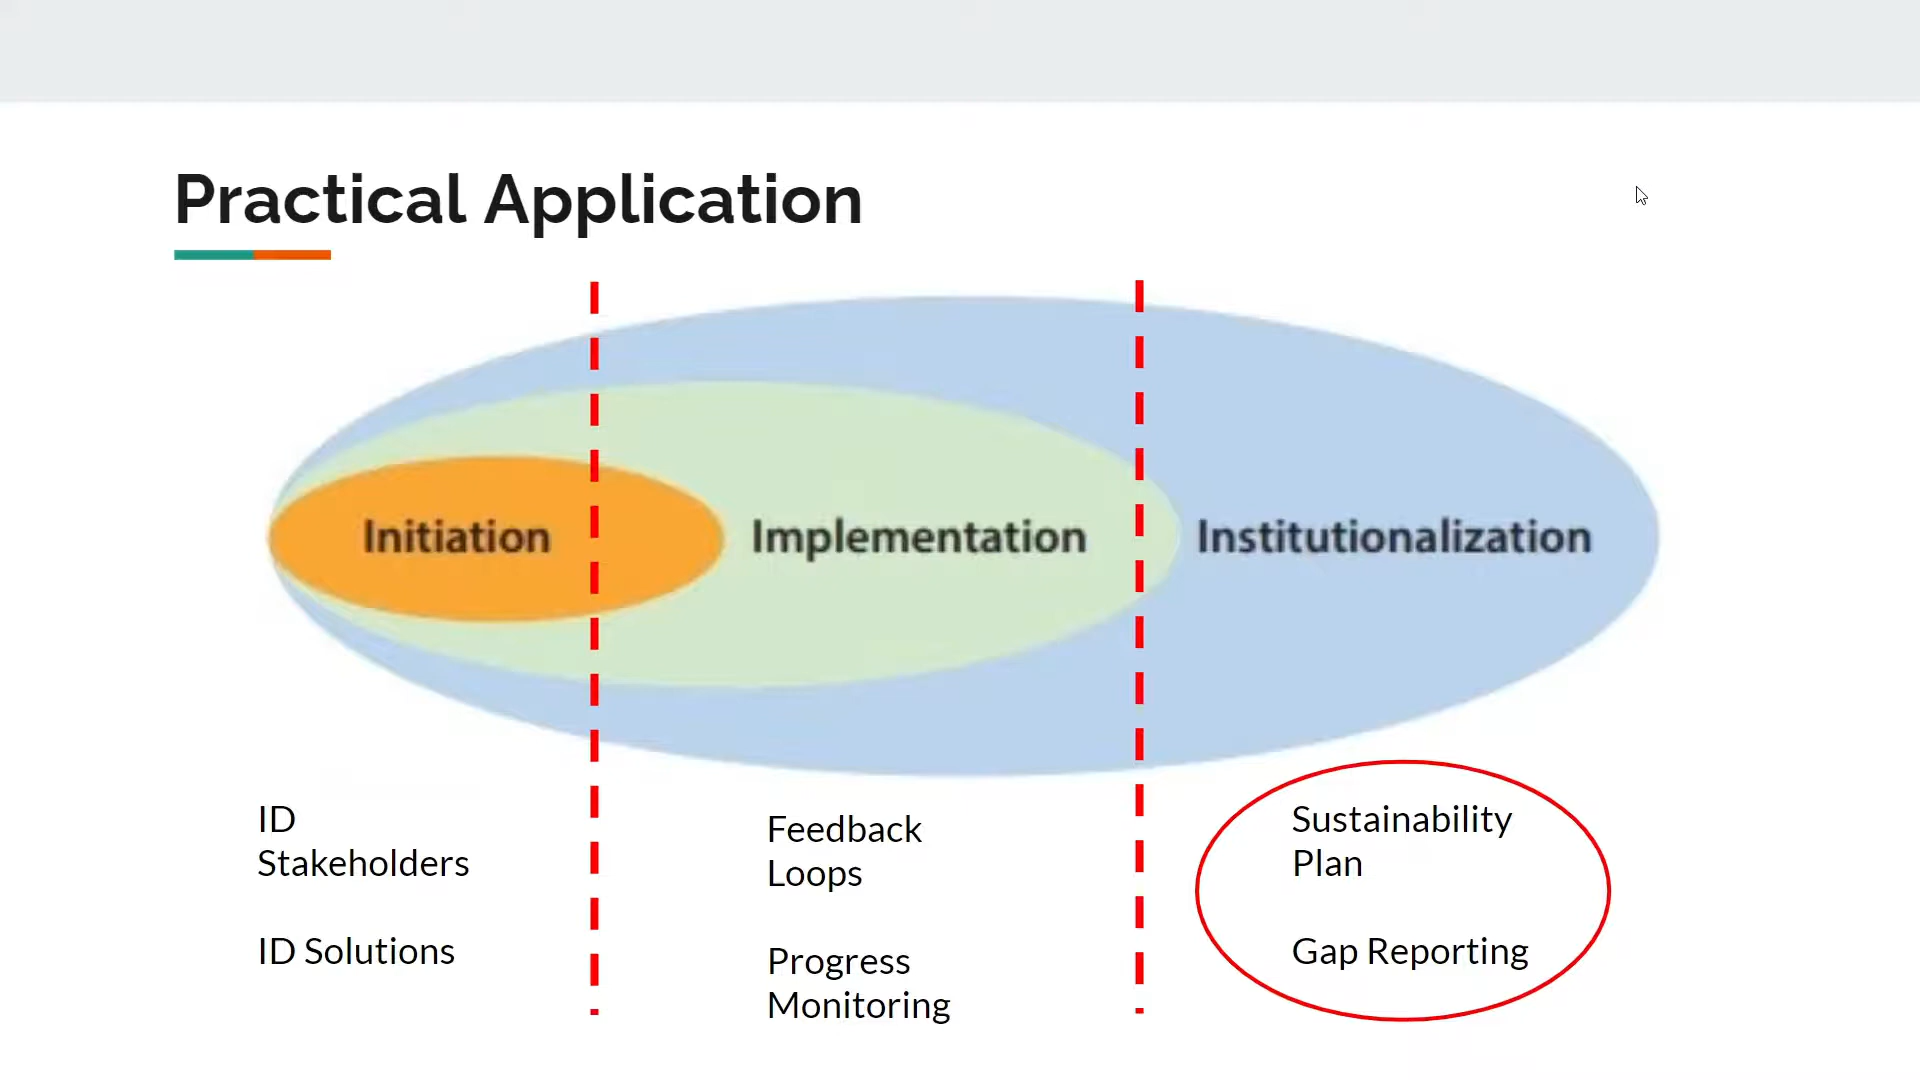 Practical Application
Initiation
Implementation
Institutionalization
ID
Stakeholders
ID Solutions
Feedback
Loops
Progress
Monitoring
Sustainability
Plan
Gap Reporting